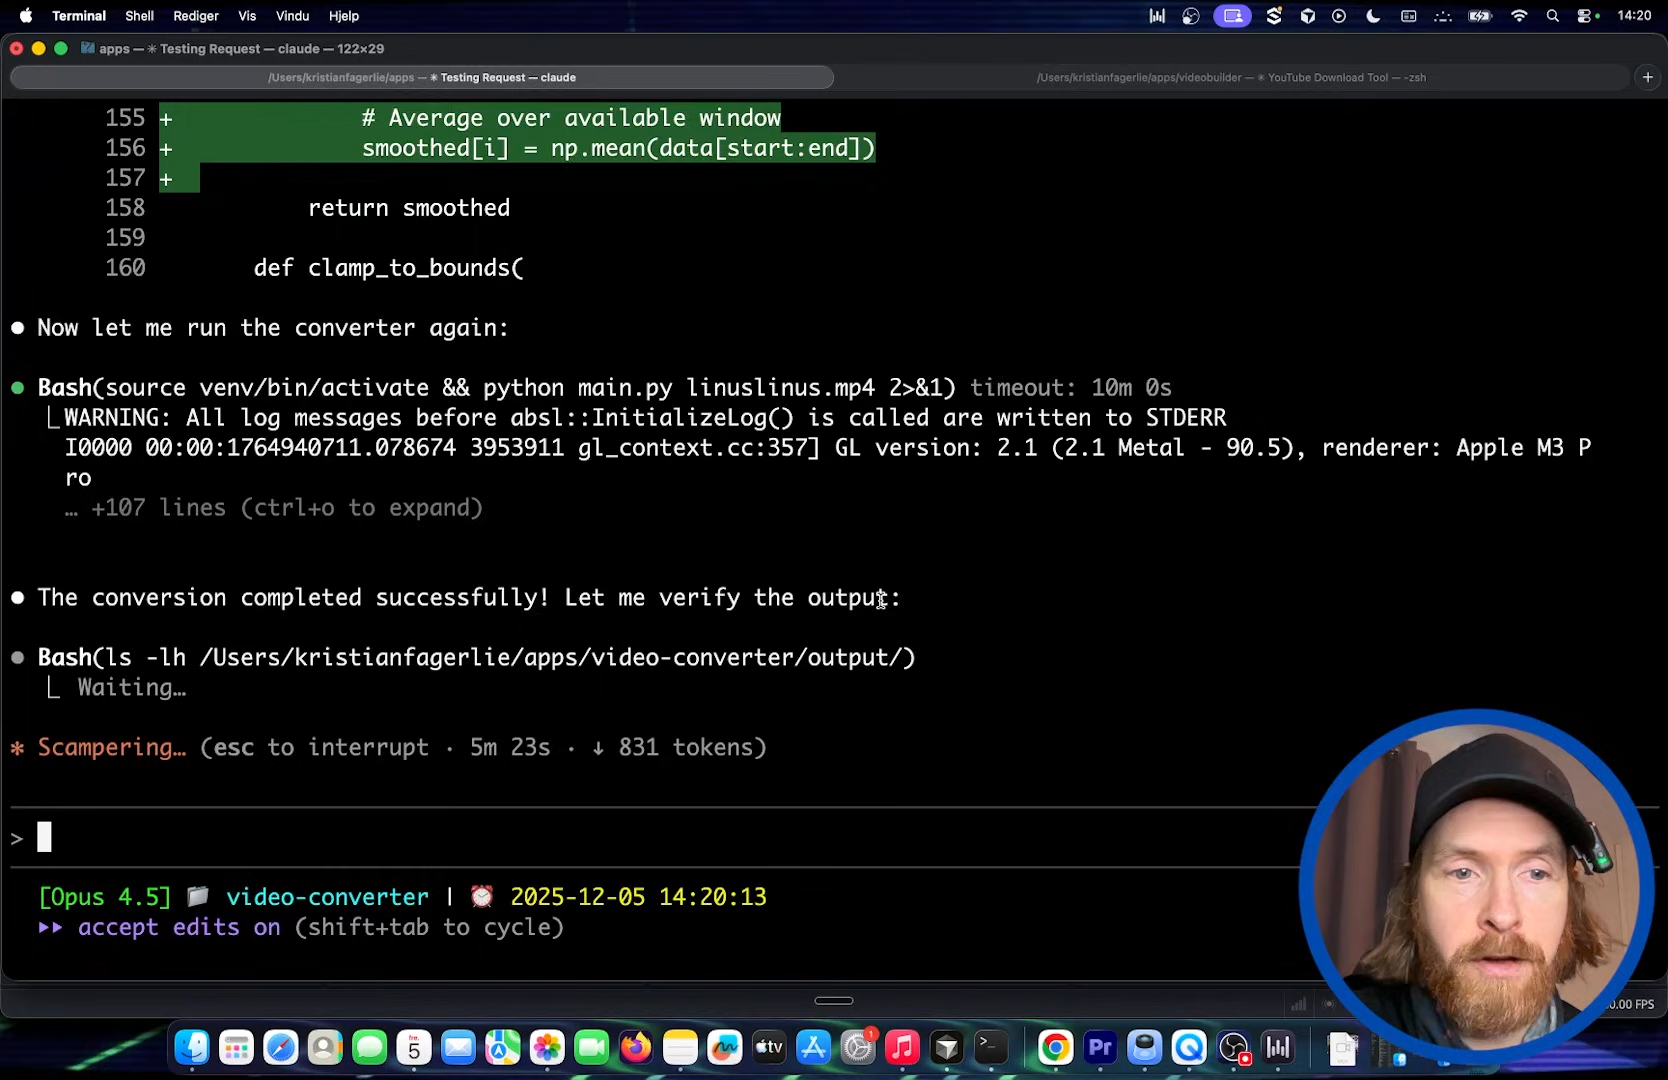 Terminal Shell Rediger Vis Vindu Hjelp 14:20
apps — ✳ Testing Request — claude — 122×29
/Users/kristianfagerlie/apps — ✳ Testing Request — claude
/Users/kristianfagerlie/apps/videobuilder — ✳ YouTube Download Tool — -zsh
155 + # Average over available window
156 + smoothed[i] = np.mean(data[start:end])
157 +
158 return smoothed
159
160 def clamp_to_bounds(
● Now let me run the converter again:
● Bash(source venv/bin/activate && python main.py linuslinus.mp4 2>&1) timeout: 10m 0s
⎿ WARNING: All log messages before absl::InitializeLog() is called are written to STDERR
I0000 00:00:1764940711.078674 3953911 gl_context.cc:357] GL version: 2.1 (2.1 Metal - 90.5), renderer: Apple M3 P
ro
… +107 lines (ctrl+o to expand)
● The conversion completed successfully! Let me verify the output:
● Bash(ls -lh /Users/kristianfagerlie/apps/video-converter/output/)
⎿ Waiting…
✳ Scampering… (esc to interrupt · 5m 23s · ↓ 831 tokens)
>
[Opus 4.5] 📁 video-converter | ⏰ 2025-12-05 14:20:13
▸▸ accept edits on (shift+tab to cycle)
.00 FPS
5
tv
1
>_
Pr